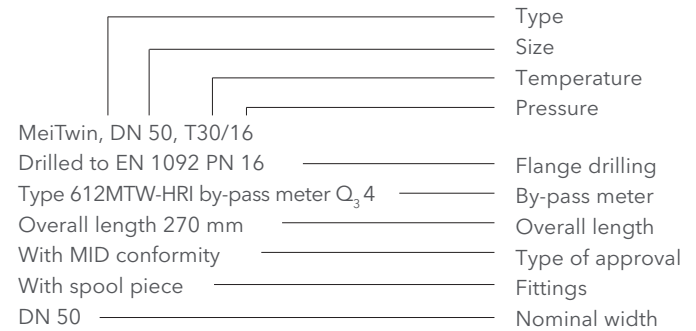 Type
Size
Temperature
Pressure
MeiTwin, DN 50, T30/16
Drilled to EN 1092 PN 16 Flange drilling
Type 612MTW-HRI by-pass meter Q3 4 By-pass meter
Overall length 270 mm Overall length
With MID conformity Type of approval
With spool piece Fittings
DN 50 Nominal width